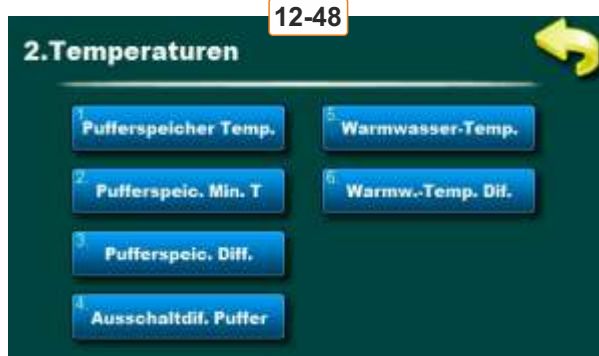 12-48
2.Temperaturen
1.
Pufferspeicher Temp.
2.
Pufferspeic. Min. T
3.
Pufferspeic. Diff.
4.
Ausschaltdif. Puffer
5.
Warmwasser-Temp.
6.
Warmw.-Temp. Dif.